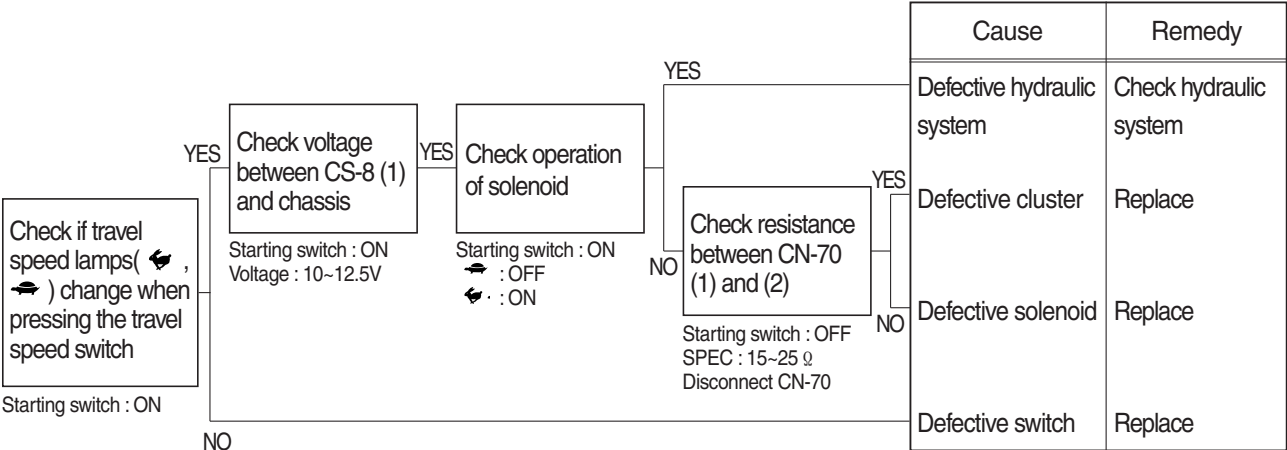 Cause
Remedy
YES
Defective hydraulic
system
Check hydraulic
system
YES
Check voltage
between CS-8 (1)
and chassis
Starting switch : ON
Voltage : 10~12.5V
YES
Check operation
of solenoid
Starting switch : ON
: OFF
: ON
Check if travel
speed lamps( ,
) change when
pressing the travel
speed switch
Starting switch : ON
NO
Check resistance
between CN-70
(1) and (2)
Starting switch : OFF
SPEC : 15~25 Ω
Disconnect CN-70
YES
Defective cluster
Replace
NO
Defective solenoid
Replace
NO
Defective switch
Replace